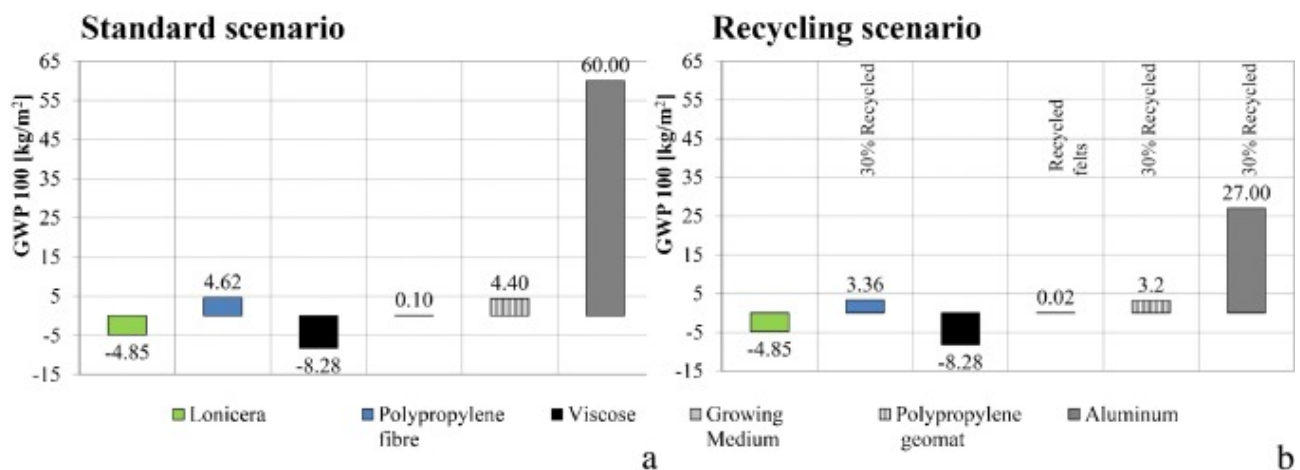 Standard scenario
GWP 100 [kg/m²]
65
55
45
35
25
15
5
-5
-15
-4.85
4.62
-8.28
0.10
4.40
60.00
Recycling scenario
GWP 100 [kg/m²]
65
55
45
35
25
15
5
-5
-15
30% Recycled
Recycled
felts
30% Recycled
30% Recycled
-4.85
3.36
-8.28
0.02
3.2
27.00
Lonicera
Polypropylene
fibre
Viscose
Growing
Medium
Polypropylene
geomat
Aluminum
a
b